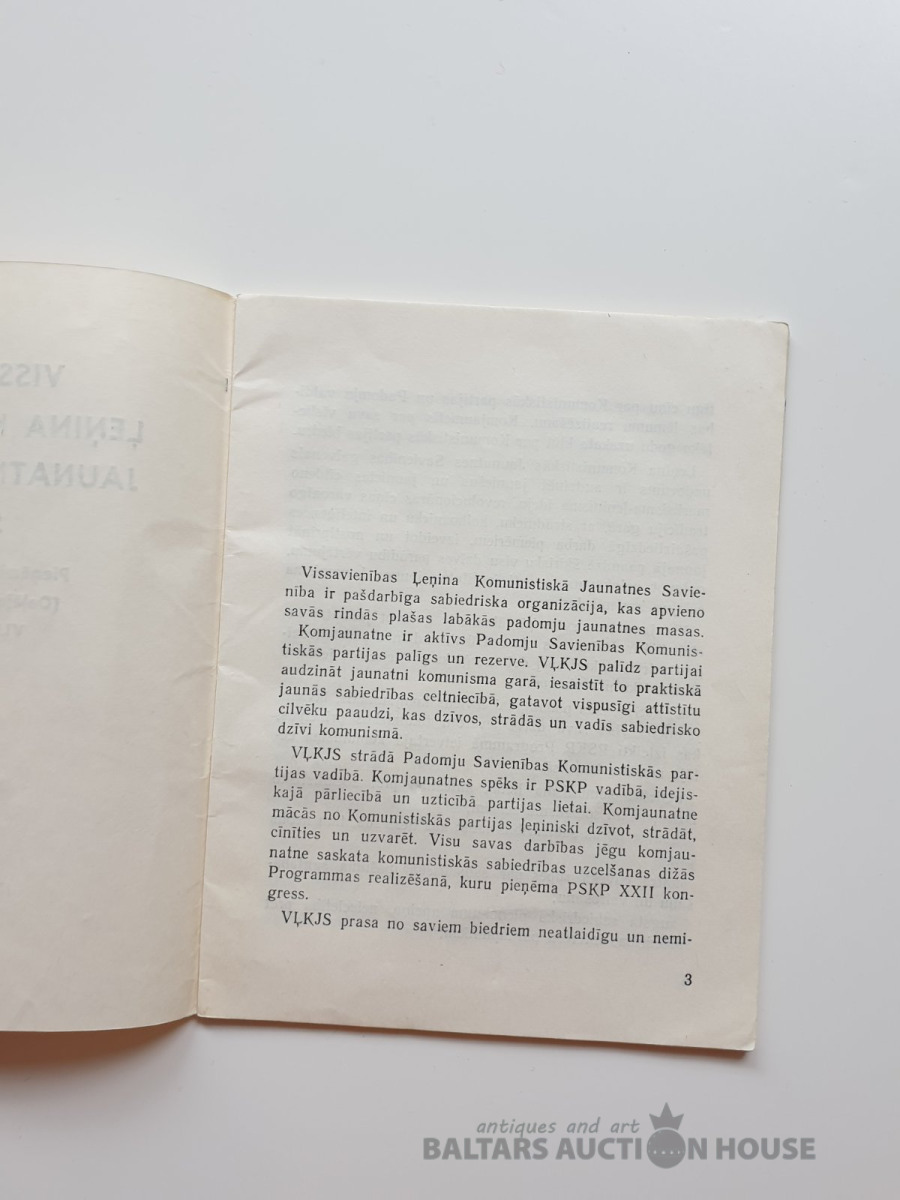 Vissavienības Ļeņina Komunistiskā Jaunatnes Savie-
nība ir pašdarbīga sabiedriska organizācija, kas apvieno
savās rindās plašas labākās padomju jaunatnes masas.
Komjaunatne ir aktīvs Padomju Savienības Komunis-
tiskās partijas palīgs un rezerve. VĻKJS palīdz partijai
audzināt jaunatni komunisma garā, iesaistīt to praktiskā
jaunās sabiedrības celtniecībā, gatavot vispusīgi attīstītu
cilvēku paaudzi, kas dzīvos, strādās un vadīs sabiedrisko
dzīvi komunismā.
VĻKJS strādā Padomju Savienības Komunistiskās par-
tijas vadībā. Komjaunatnes spēks ir PSKP vadībā, idejis-
kajā pārliecībā un uzticībā partijas lietai. Komjaunatne
mācās no Komunistiskās partijas ļeņiniski dzīvot, strādāt,
cīnīties un uzvarēt. Visu savas darbības jēgu komjau-
natne saskata komunistiskās sabiedrības uzcelšanas dižās
Programmas realizēšanā, kuru pieņēma PSKP XXII kon-
gress.
VĻKJS prasa no saviem biedriem neatlaidīgu un nemi-
3
antiques and art
BALTARS AUCTION HOUSE